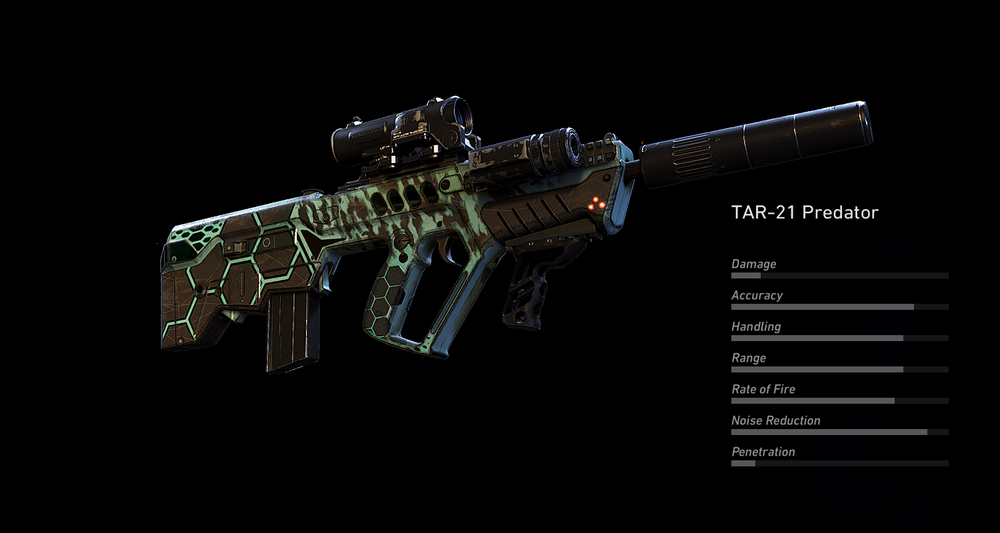 TAR-21 Predator
Damage
Accuracy
Handling
Range
Rate of Fire
Noise Reduction
Penetration